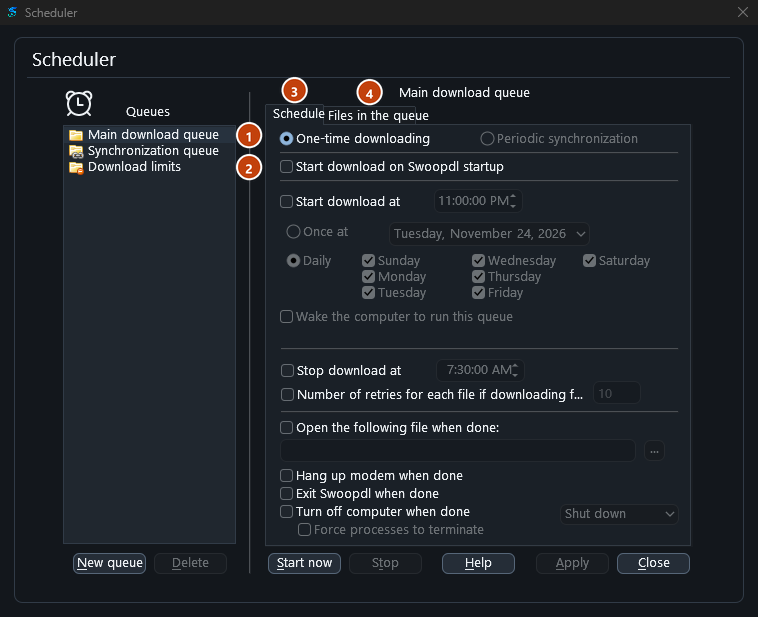 Scheduler
Scheduler
Queues
Main download queue
Synchronization queue
Download limits
1
2
3
4
Main download queue
Schedule
Files in the queue
One-time downloading
Periodic synchronization
Start download on Swoopdl startup
Start download at
11:00:00 PM
Once at
Tuesday, November 24, 2026
Daily
Sunday
Wednesday
Saturday
Monday
Thursday
Tuesday
Friday
Wake the computer to run this queue
Stop download at
7:30:00 AM
Number of retries for each file if downloading f...
10
Open the following file when done:
...
Hang up modem when done
Exit Swoopdl when done
Turn off computer when done
Shut down
Force processes to terminate
New queue
Delete
Start now
Stop
Help
Apply
Close